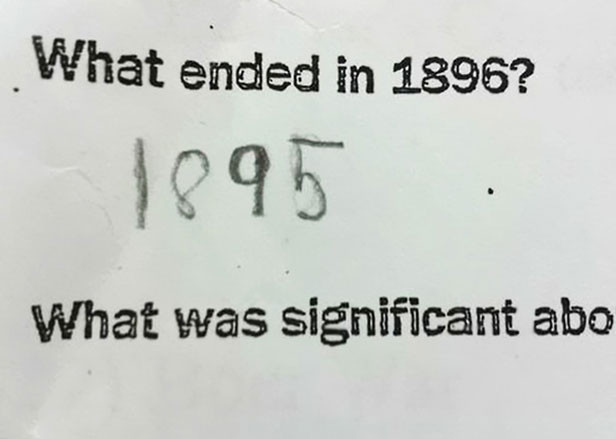 What ended in 1896?
1895
What was significant abo